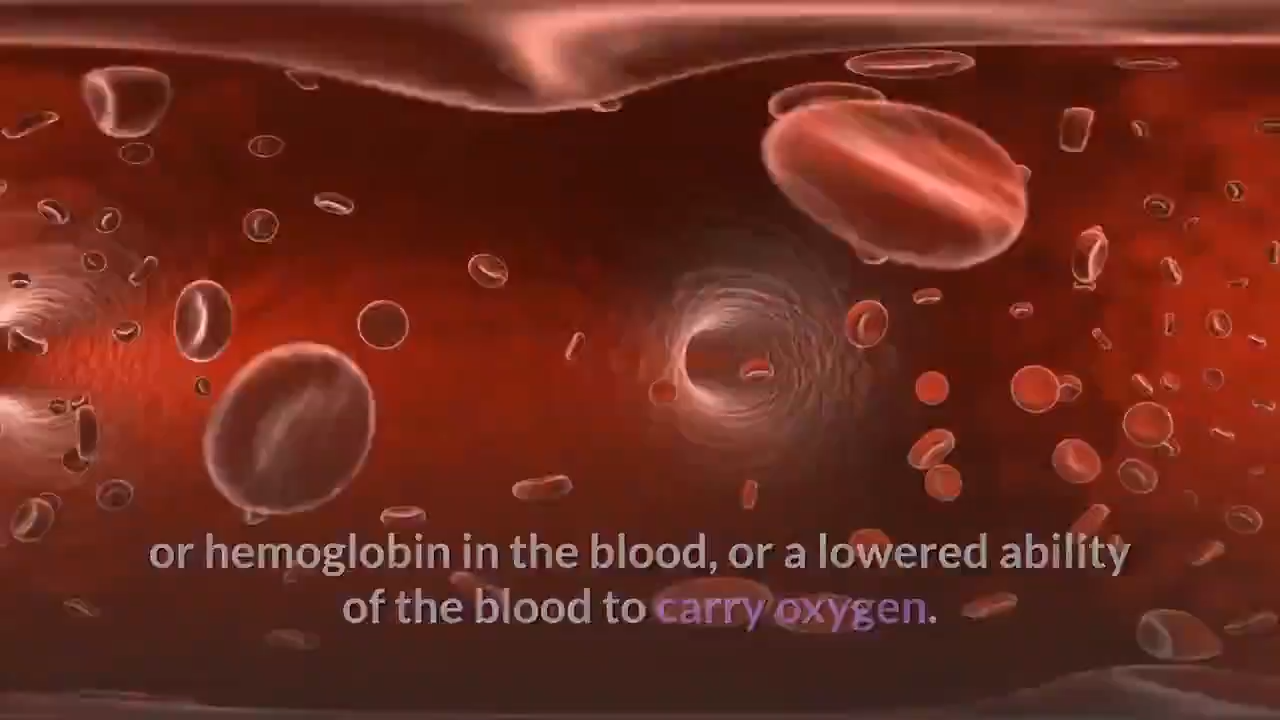 or hemoglobin in the blood, or a lowered ability
of the blood to carry oxygen.